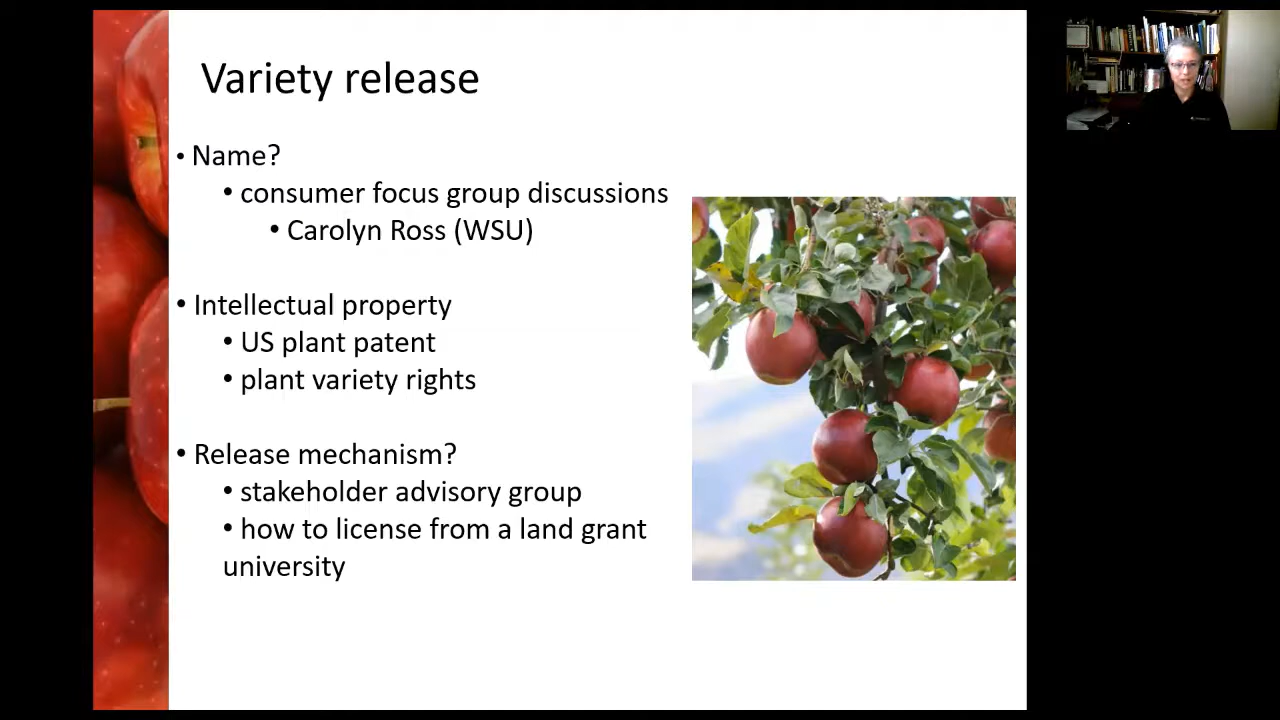 Variety release
• Name?
• consumer focus group discussions
• Carolyn Ross (WSU)
• Intellectual property
• US plant patent
• plant variety rights
• Release mechanism?
• stakeholder advisory group
• how to license from a land grant
university